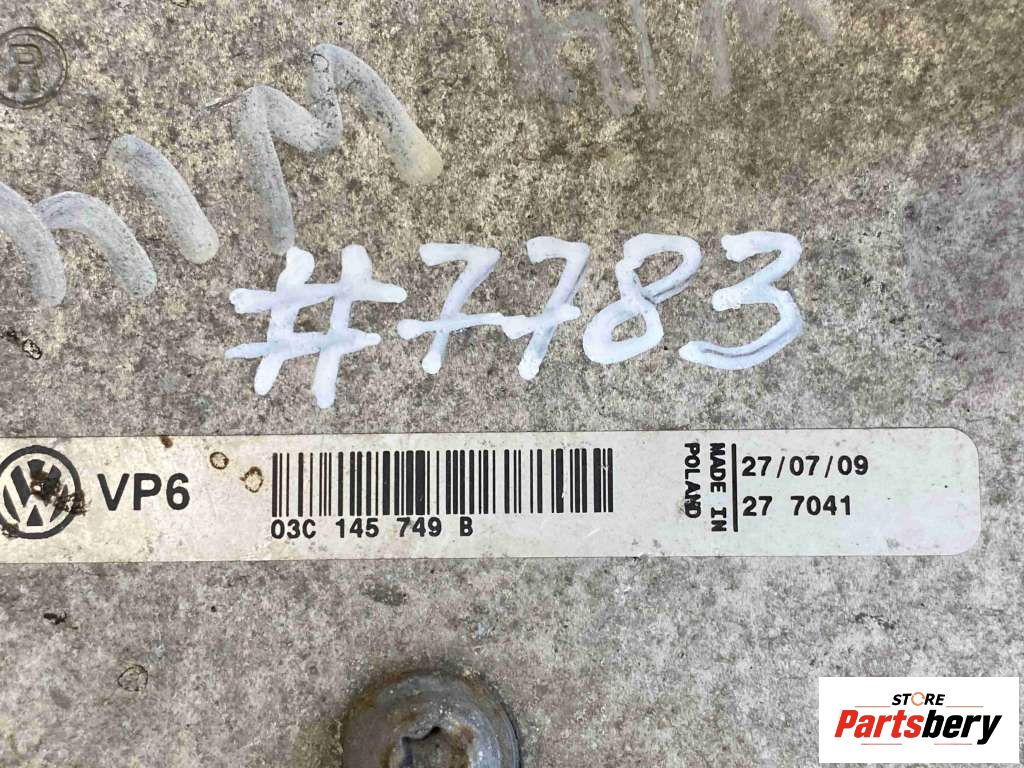 ®
#7783
VP6
03C 145 749 B
MADE IN
POLAND
27/07/09
27 7041
STORE
Partsbery